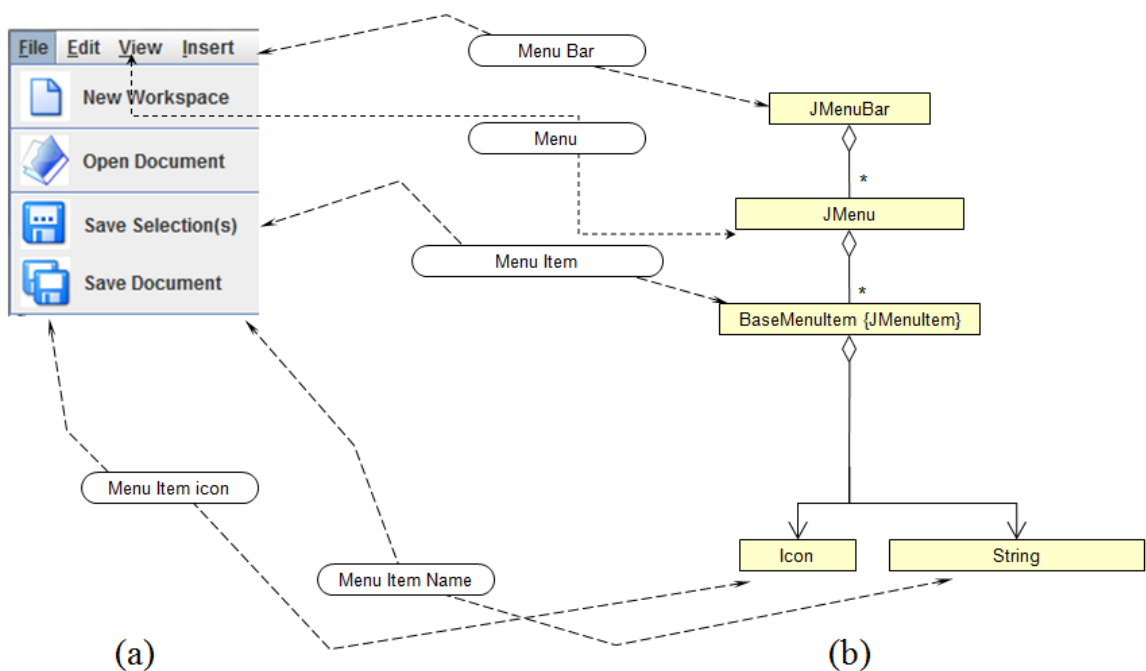 File Edit View Insert
New Workspace
Open Document
Save Selection(s)
Save Document
Menu Bar
Menu
Menu Item
Menu Item icon
Menu Item Name
JMenuBar
*
JMenu
*
BaseMenuItem {JMenuItem}
Icon
String
(a)
(b)